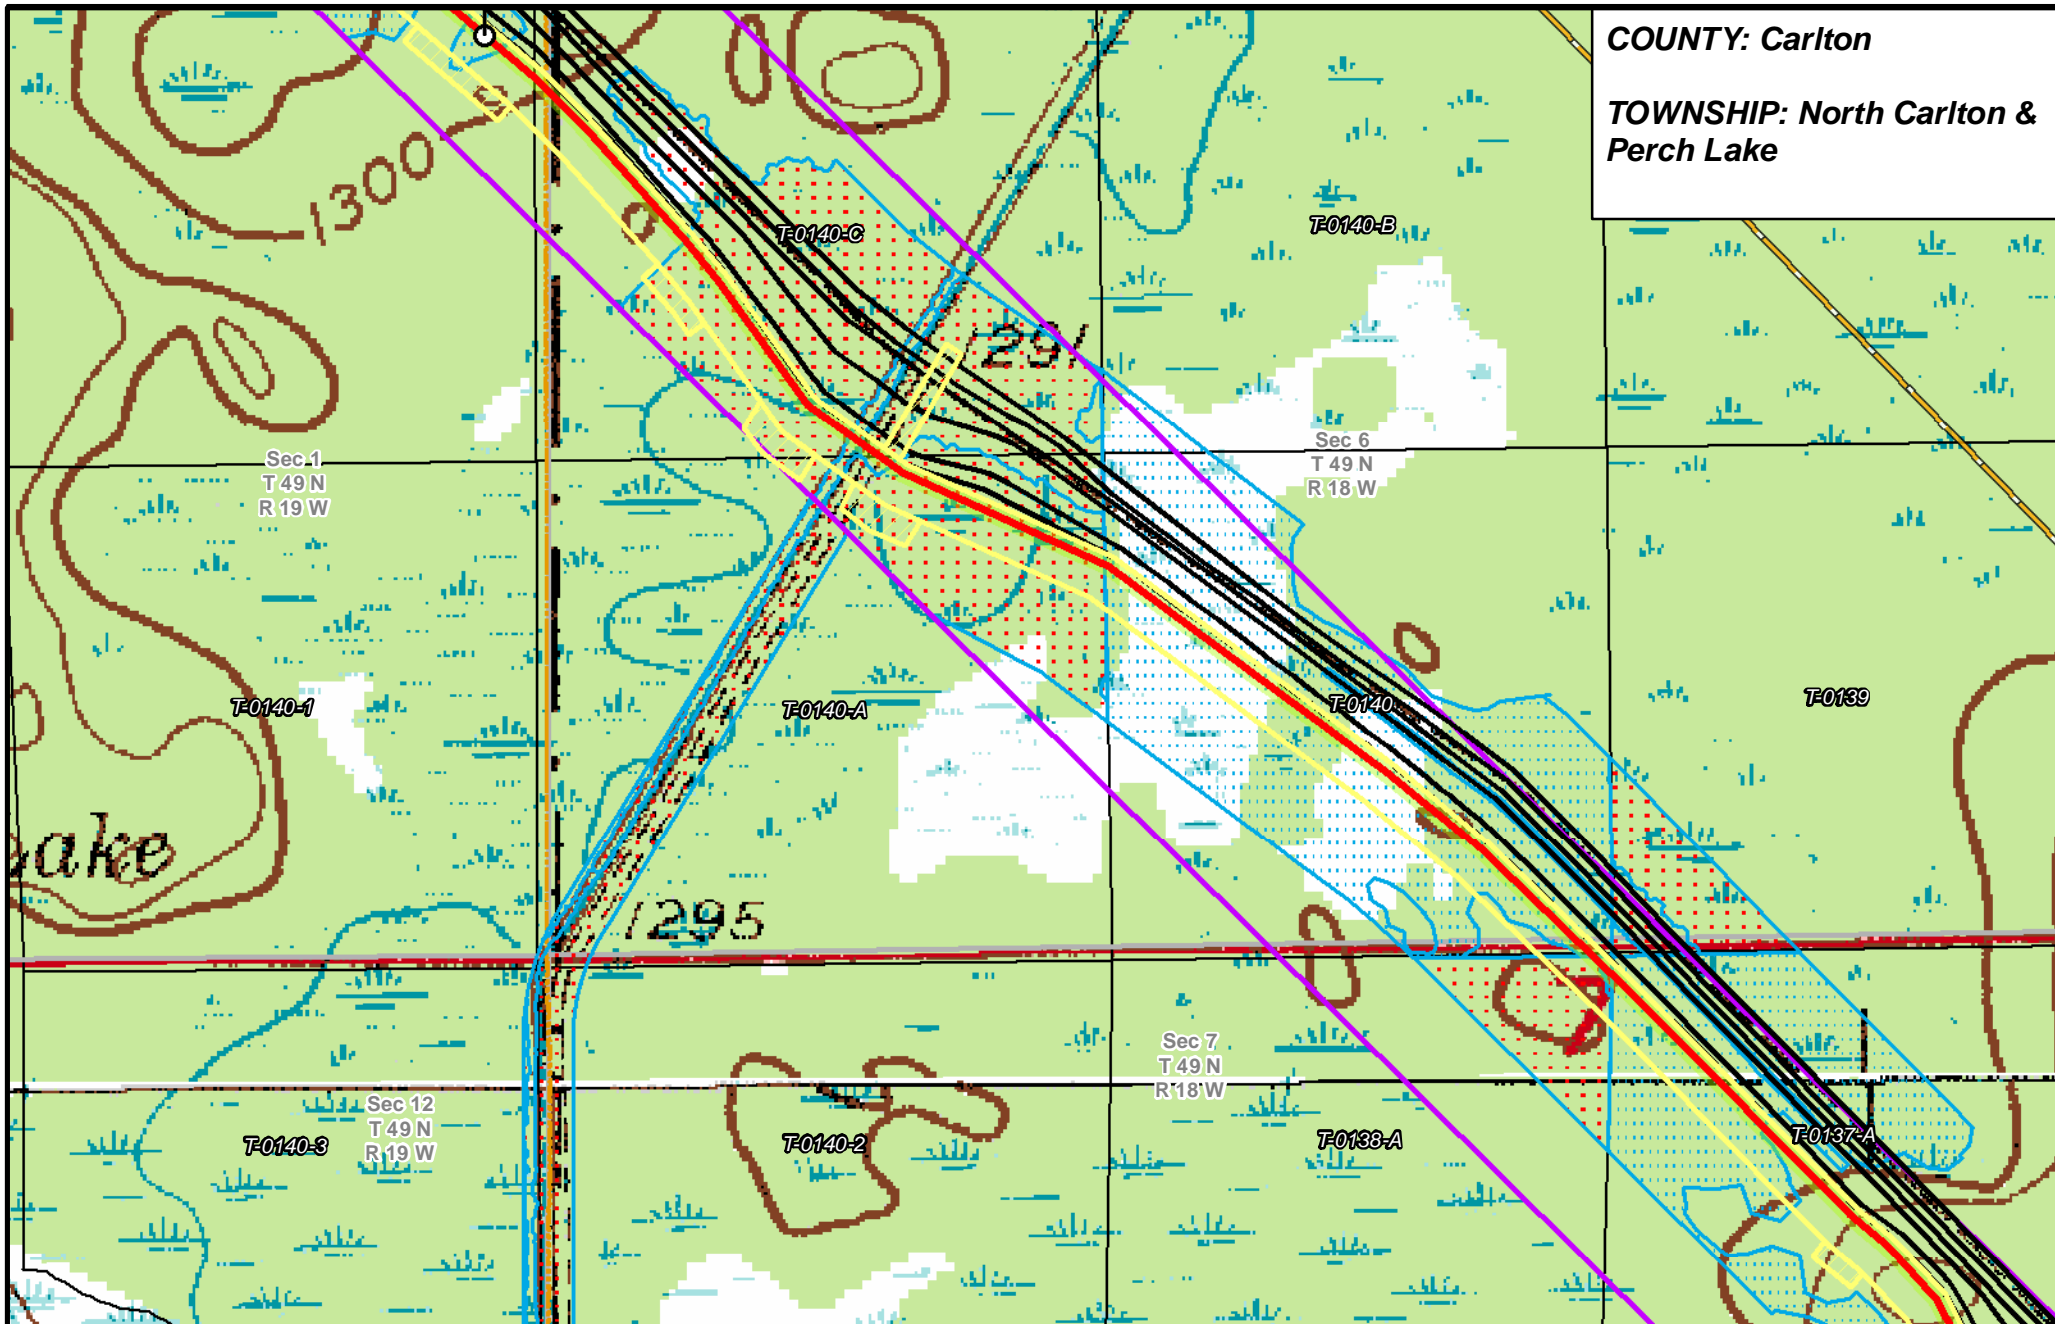 COUNTY: Carlton
TOWNSHIP: North Carlton &
Perch Lake
1300
T-0140-C
T-0140-B
1291
Sec 1
T 49 N
R 19 W
Sec 6
T 49 N
R 18 W
T-0140-1
T-0140-A
T-0140
T-0139
ake
1295
Sec 7
T 49 N
R 18 W
Sec 12
T 49 N
R 19 W
T-0140-3
T-0140-2
T-0138-A
T-0137-A